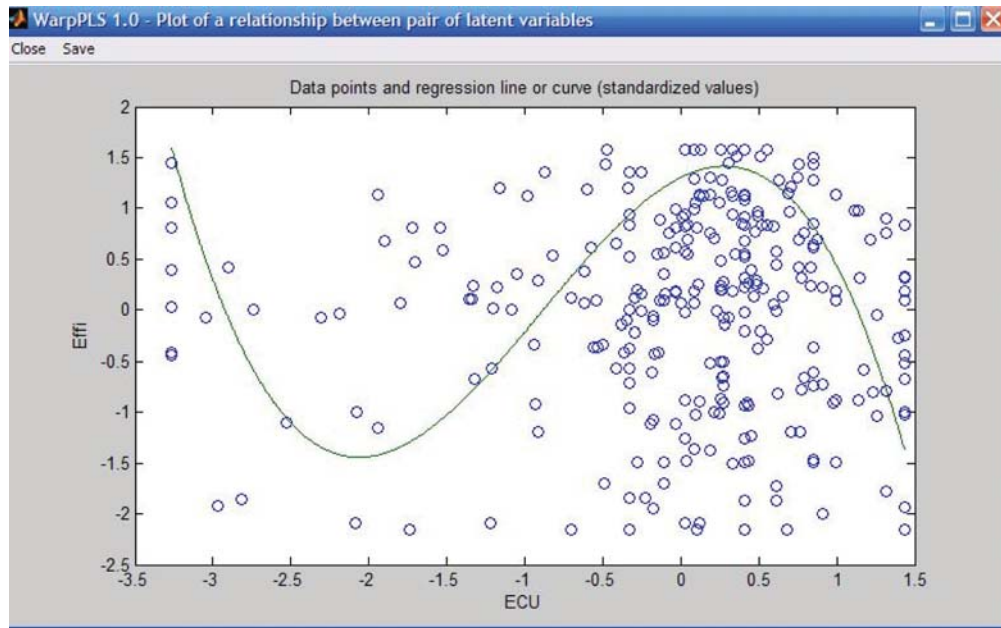 WarpPLS 1.0 - Plot of a relationship between pair of latent variables
Close Save
Data points and regression line or curve (standardized values)
2
1.5
1
0.5
0
-0.5
-1
-1.5
-2
-2.5
Effi
-3.5 -3 -2.5 -2 -1.5 -1 -0.5 0 0.5 1 1.5
ECU